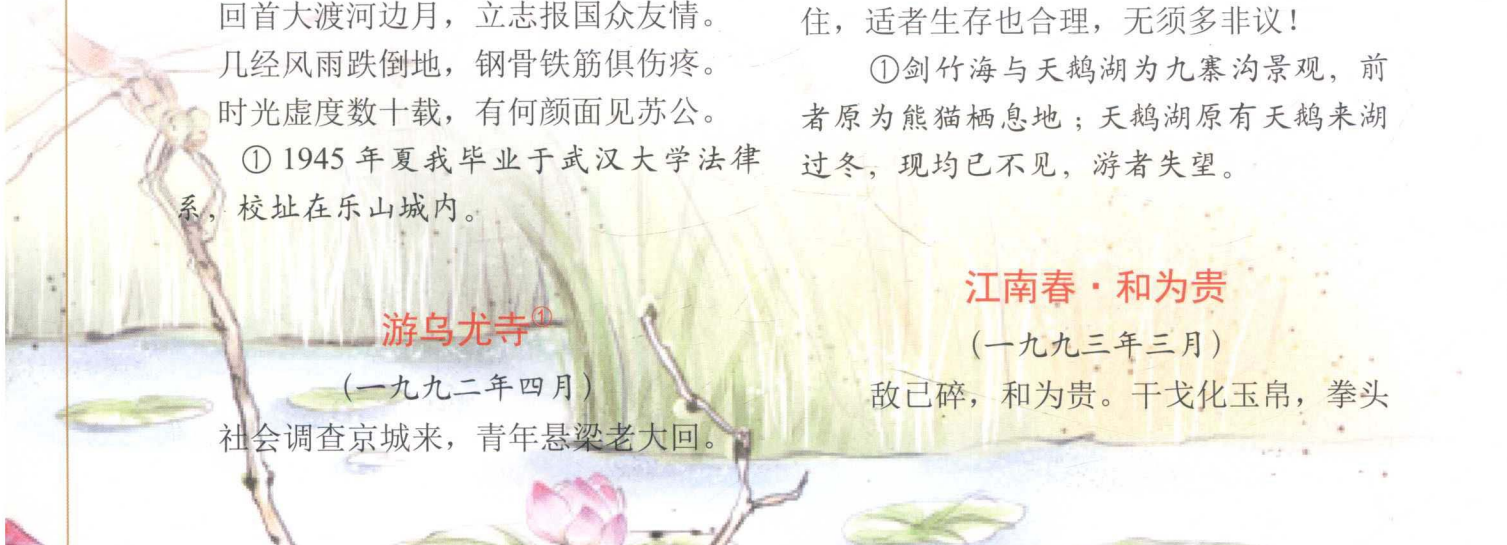 回首大渡河边月，立志报国众友情。
几经风雨跌倒地，钢骨铁筋俱伤疼。
时光虚度数十载，有何颜面见苏公。
① 1945 年夏我毕业于武汉大学法律
系，校址在乐山城内。
游乌尤寺①
（一九九二年四月）
社会调查京城来，青年悬梁老大回。
住，适者生存也合理，无须多非议！
①剑竹海与天鹅湖为九寨沟景观，前
者原为熊猫栖息地；天鹅湖原有天鹅来湖
过冬，现均已不见，游者失望。
江南春·和为贵
（一九九三年三月）
敌已碎，和为贵。干戈化玉帛，拳头